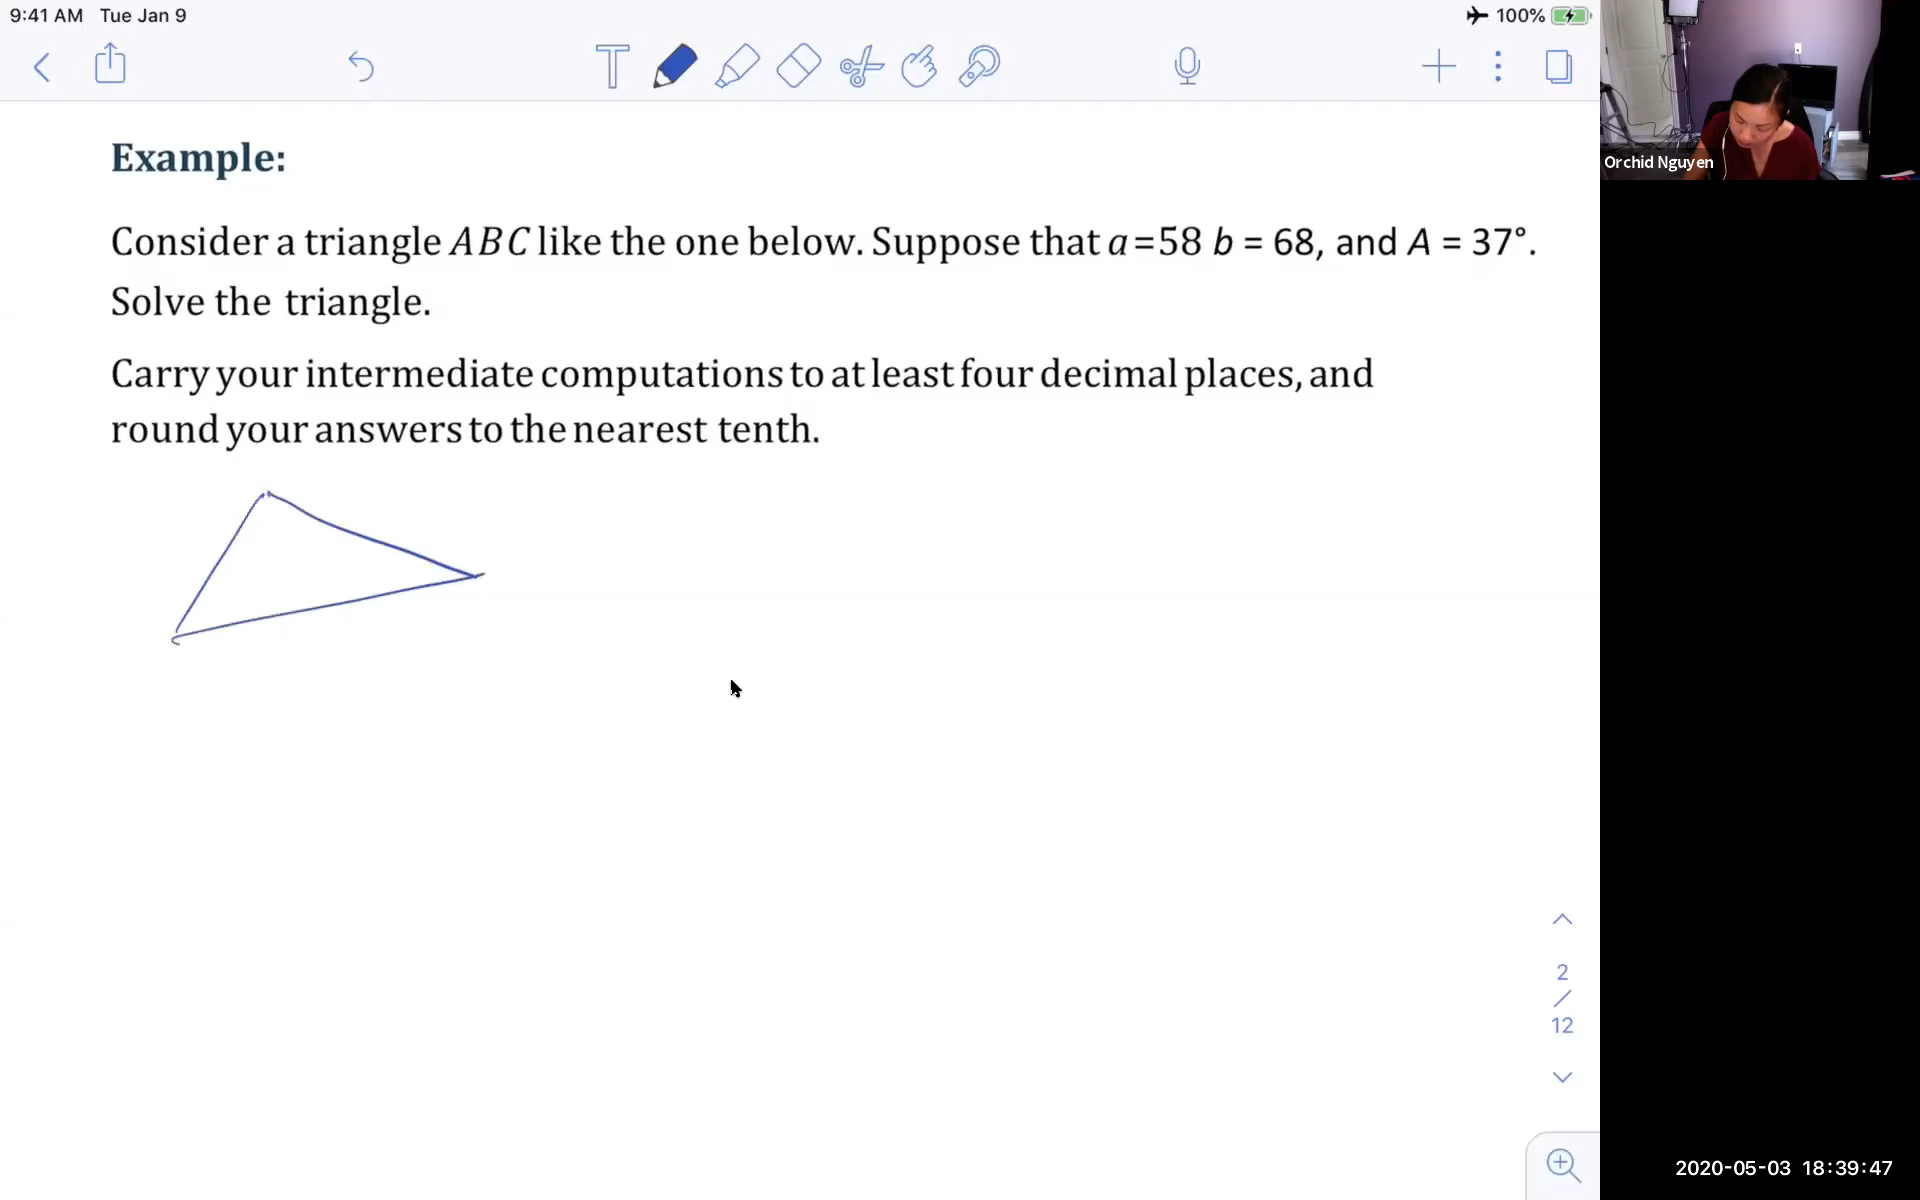 9:41 AM Tue Jan 9
100%
Orchid Nguyen
Example:
Consider a triangle ABC like the one below. Suppose that a=58 b = 68, and A = 37°.
Solve the triangle.
Carry your intermediate computations to at least four decimal places, and
round your answers to the nearest tenth.
2
/
12
2020-05-03 18:39:47